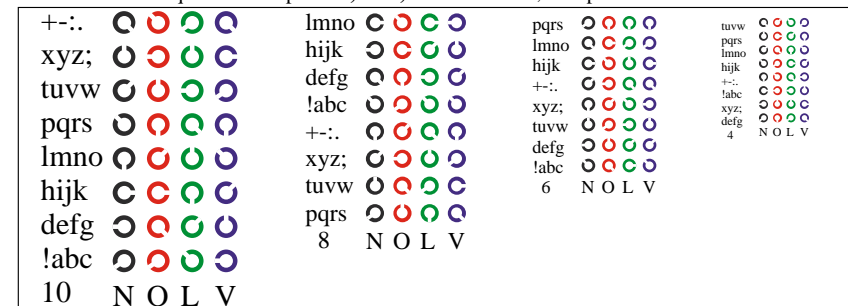 +-:.
xyz;
tuvw
pqrs
lmno
hijk
defg
!abc
10 N O L V
lmno
hijk
defg
!abc
+-:.
xyz;
tuvw
pqrs
8 N O L V
pqrs
lmno
hijk
+-:.
xyz;
tuvw
defg
!abc
6 N O L V
tuvw
pqrs
lmno
hijk
+-:.
!abc
xyz;
defg
4 N O L V